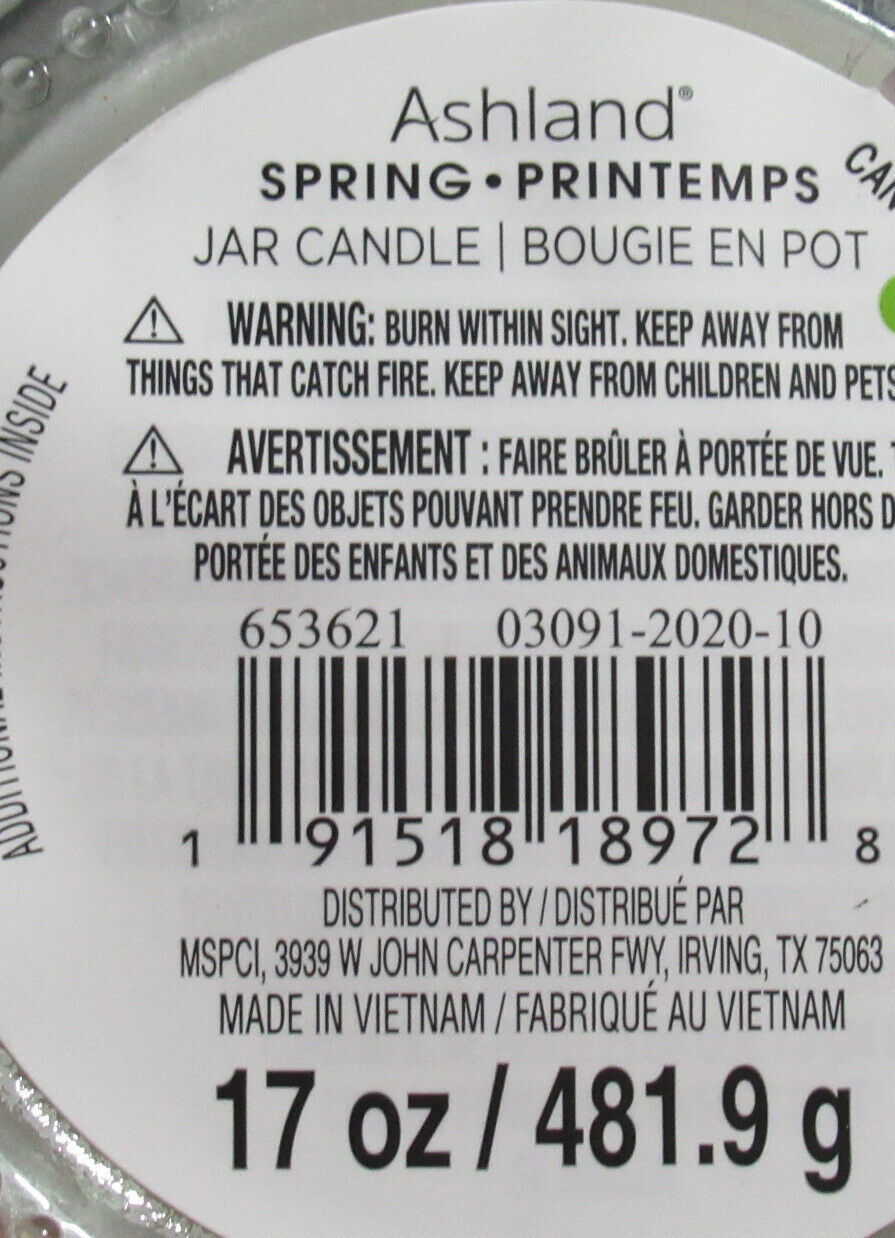 Ashland®
SPRING • PRINTEMPS
JAR CANDLE | BOUGIE EN POT
⚠ WARNING: BURN WITHIN SIGHT. KEEP AWAY FROM
THINGS THAT CATCH FIRE. KEEP AWAY FROM CHILDREN AND PETS
⚠ AVERTISSEMENT : FAIRE BRÛLER À PORTÉE DE VUE.
À L'ÉCART DES OBJETS POUVANT PRENDRE FEU. GARDER HORS D
PORTÉE DES ENFANTS ET DES ANIMAUX DOMESTIQUES.
653621 03091-2020-10
1 91518 18972 8
DISTRIBUTED BY / DISTRIBUÉ PAR
MSPCI, 3939 W JOHN CARPENTER FWY, IRVING, TX 75063
MADE IN VIETNAM / FABRIQUÉ AU VIETNAM
17 oz / 481.9 g
CAN
INSIDE